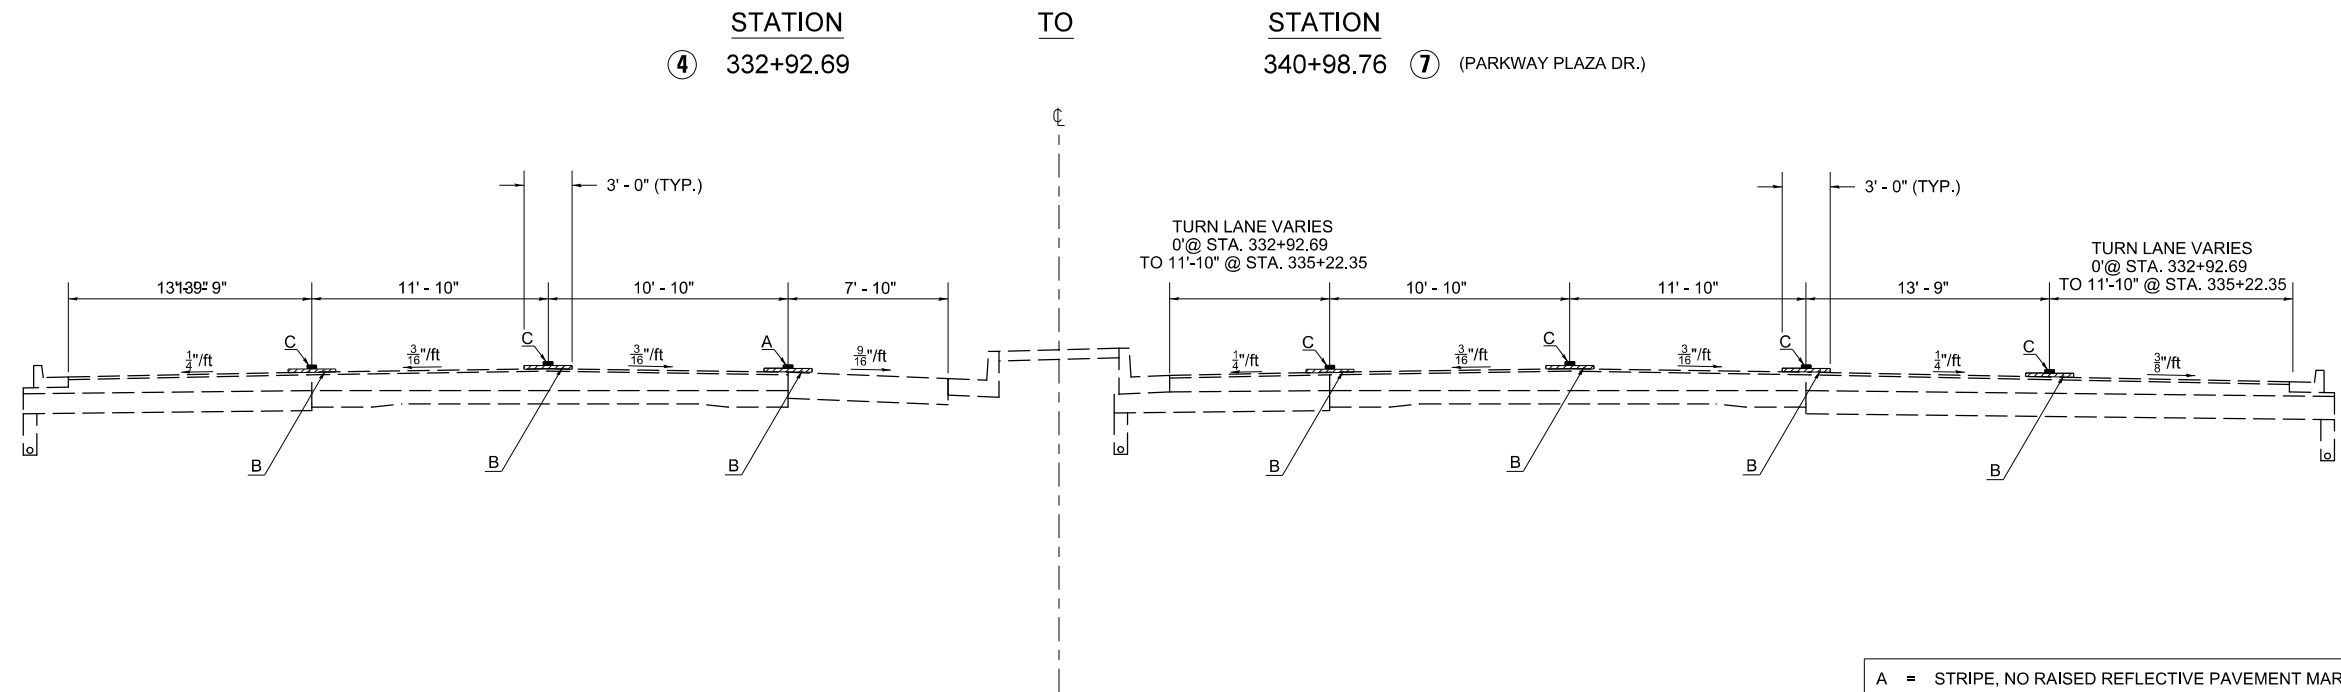 STATION TO STATION
4 332+92.69 340+98.76 7 (PARKWAY PLAZA DR.)
℄
3' - 0" (TYP.) 3' - 0" (TYP.)
TURN LANE VARIES
0'@ STA. 332+92.69
TO 11'-10" @ STA. 335+22.35
TURN LANE VARIES
0'@ STA. 332+92.69
TO 11'-10" @ STA. 335+22.35
11' - 10" 10' - 10" 7' - 10" 10' - 10" 11' - 10" 13' - 9"
1/4"/ft C 3/16"/ft C 3/16"/ft A 9/16"/ft 1/4"/ft C 3/16"/ft C 3/16"/ft C 1/4"/ft C 3/8"/ft
B B B B B B B
A = STRIPE, NO RAISED REFLECTIVE PAVEMENT MAR